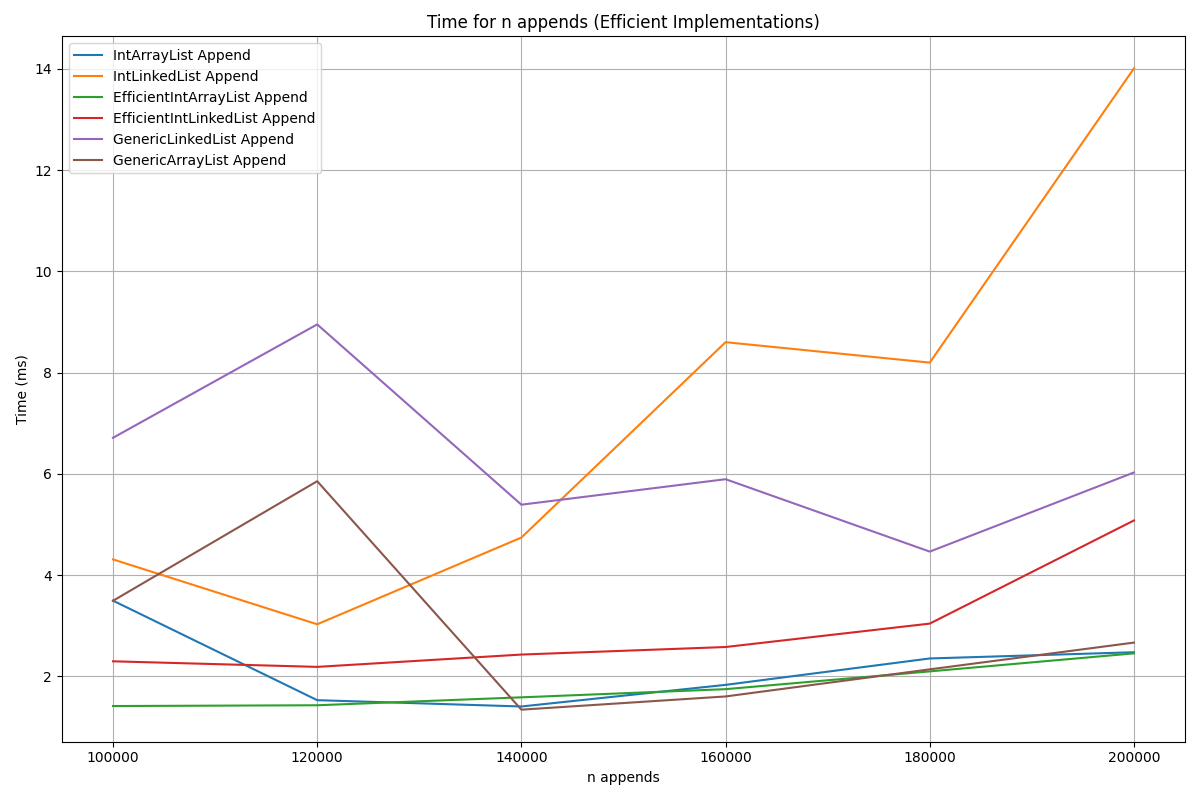 Time for n appends (Efficient Implementations)
IntArrayList Append
IntLinkedList Append
EfficientIntArrayList Append
EfficientIntLinkedList Append
GenericLinkedList Append
GenericArrayList Append
14
12
10
8
6
4
2
Time (ms)
100000 120000 140000 160000 180000 200000
n appends